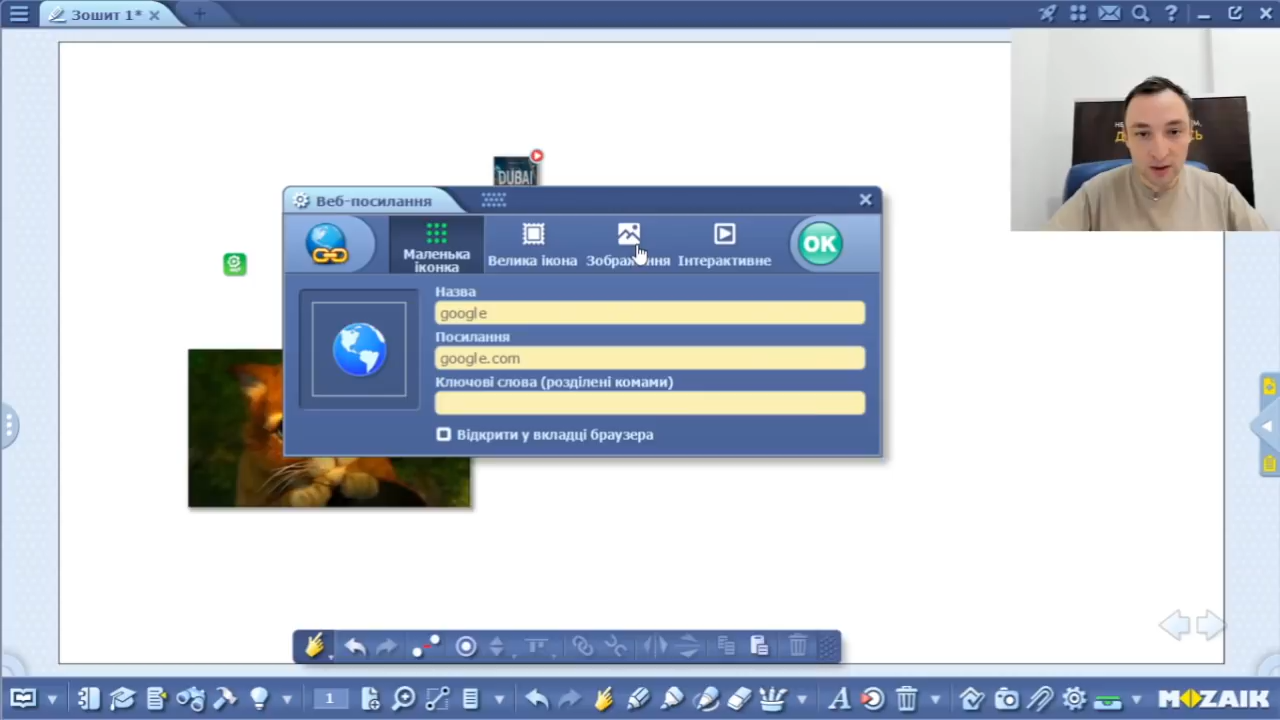 Зошит 1*
DUBAI
Веб-посилання
Маленька
іконка
Велика ікона
Зображення
Інтерактивне
OK
Назва
google
Посилання
google.com
Ключові слова (розділені комами)
Відкрити у вкладці браузера
1
MOZAIK